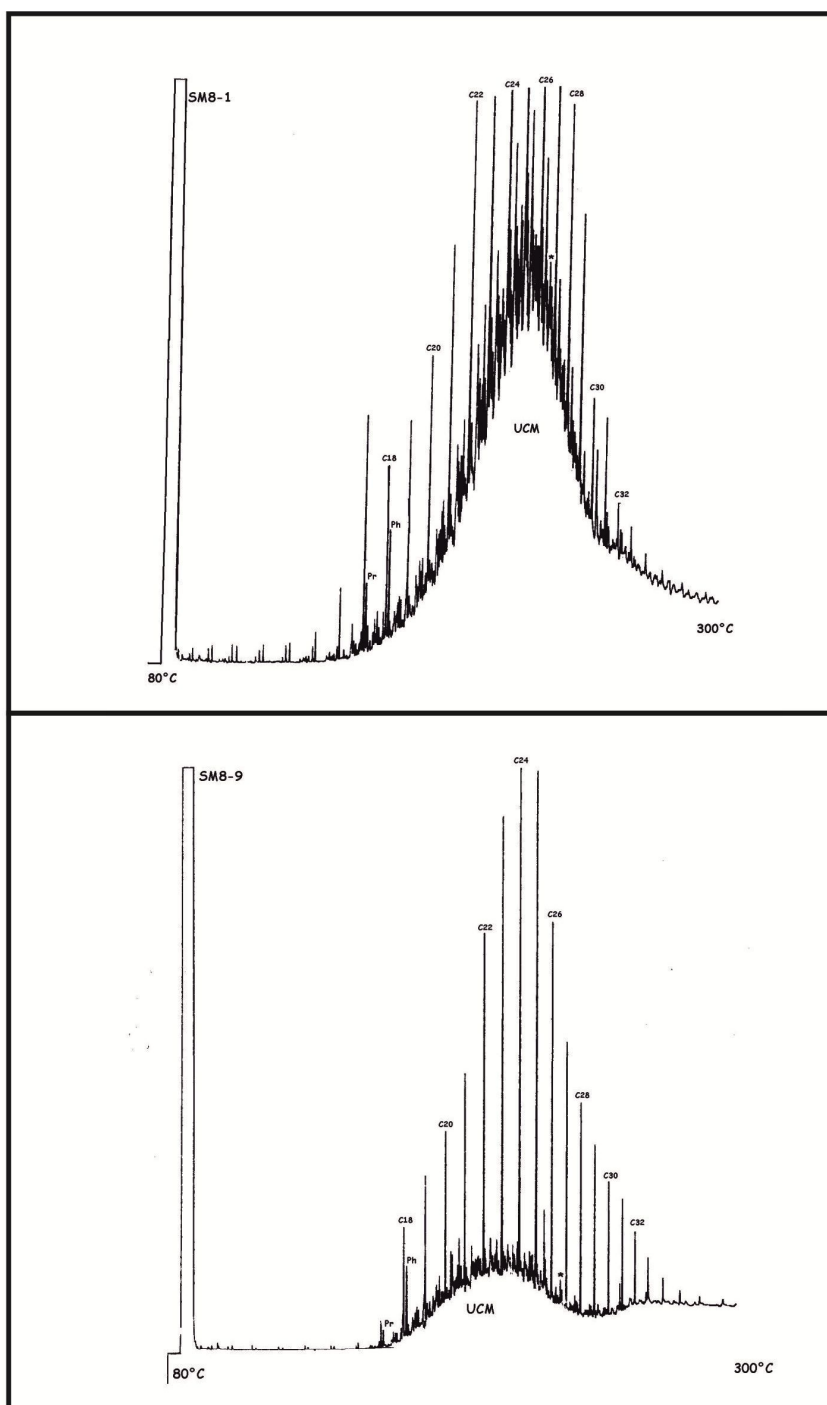 SM8-1
C22
C24
C26
C28
*
C20
UCM
C30
C18
C32
Ph
Pr
300°C
80°C
SM8-9
C24
C26
C22
C28
C20
C30
C18
C32
Ph
*
UCM
Pr
80°C
300°C